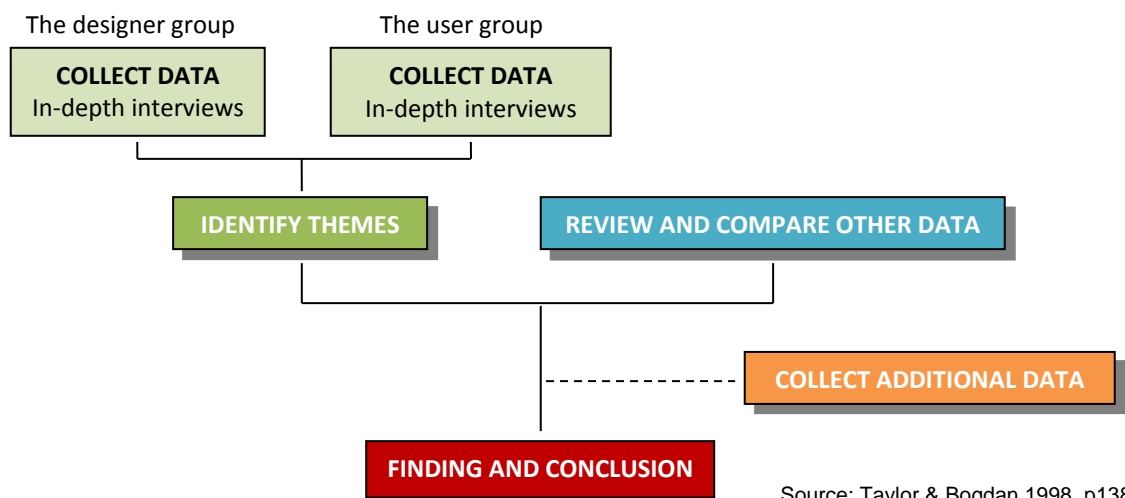 The designer group
The user group
COLLECT DATA
In-depth interviews
COLLECT DATA
In-depth interviews
IDENTIFY THEMES
REVIEW AND COMPARE OTHER DATA
COLLECT ADDITIONAL DATA
FINDING AND CONCLUSION
Source: Taylor & Bogdan 1998, p138